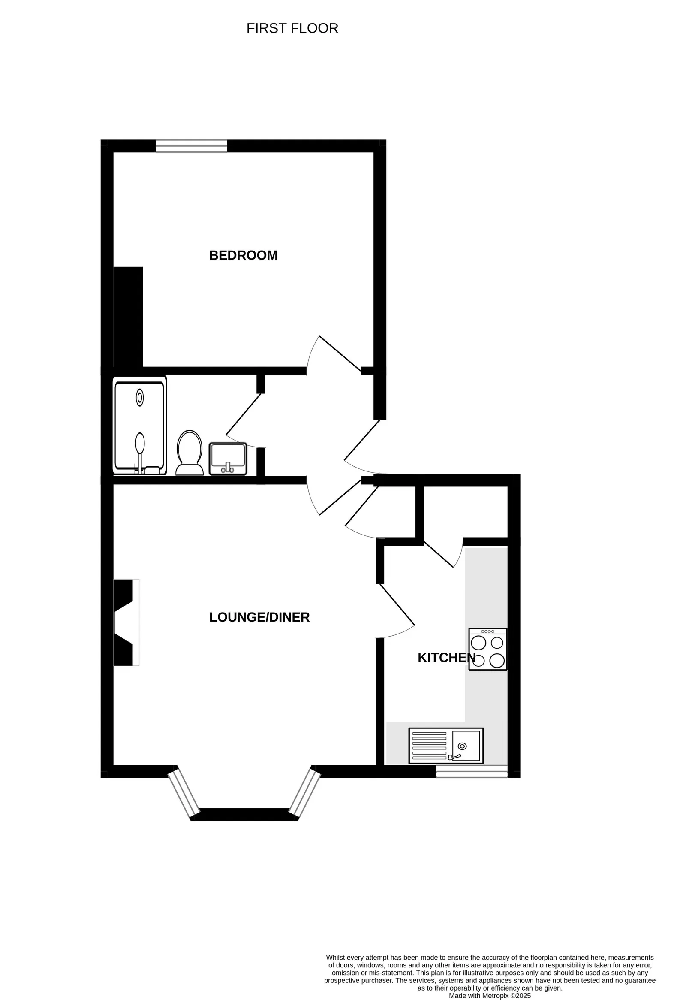 FIRST FLOOR
BEDROOM
LOUNGE/DINER
KITCHEN
Whilst every attempt has been made to ensure the accuracy of the floorplan contained here, measurements
of doors, windows, rooms and any other items are approximate and no responsibility is taken for any error,
omission or mis-statement. This plan is for illustrative purposes only and should be used as such by any
prospective purchaser. The services, systems and appliances shown have not been tested and no guarantee
as to their operability or efficiency can be given.
Made with Metropix ©2025